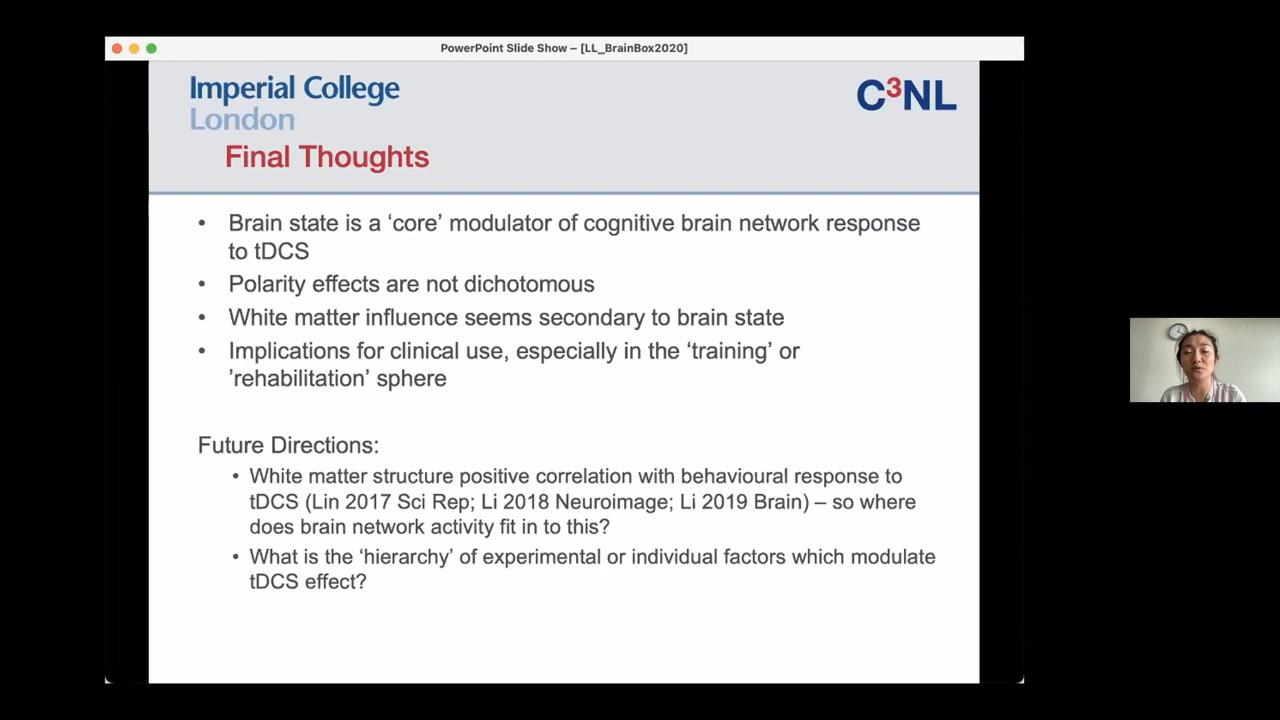 PowerPoint Slide Show – [LL_BrainBox2020]
Imperial College
London
C3NL
Final Thoughts
• Brain state is a ‘core’ modulator of cognitive brain network response
to tDCS
• Polarity effects are not dichotomous
• White matter influence seems secondary to brain state
• Implications for clinical use, especially in the ‘training’ or
’rehabilitation’ sphere
Future Directions:
• White matter structure positive correlation with behavioural response to
tDCS (Lin 2017 Sci Rep; Li 2018 Neuroimage; Li 2019 Brain) – so where
does brain network activity fit in to this?
• What is the ‘hierarchy’ of experimental or individual factors which modulate
tDCS effect?